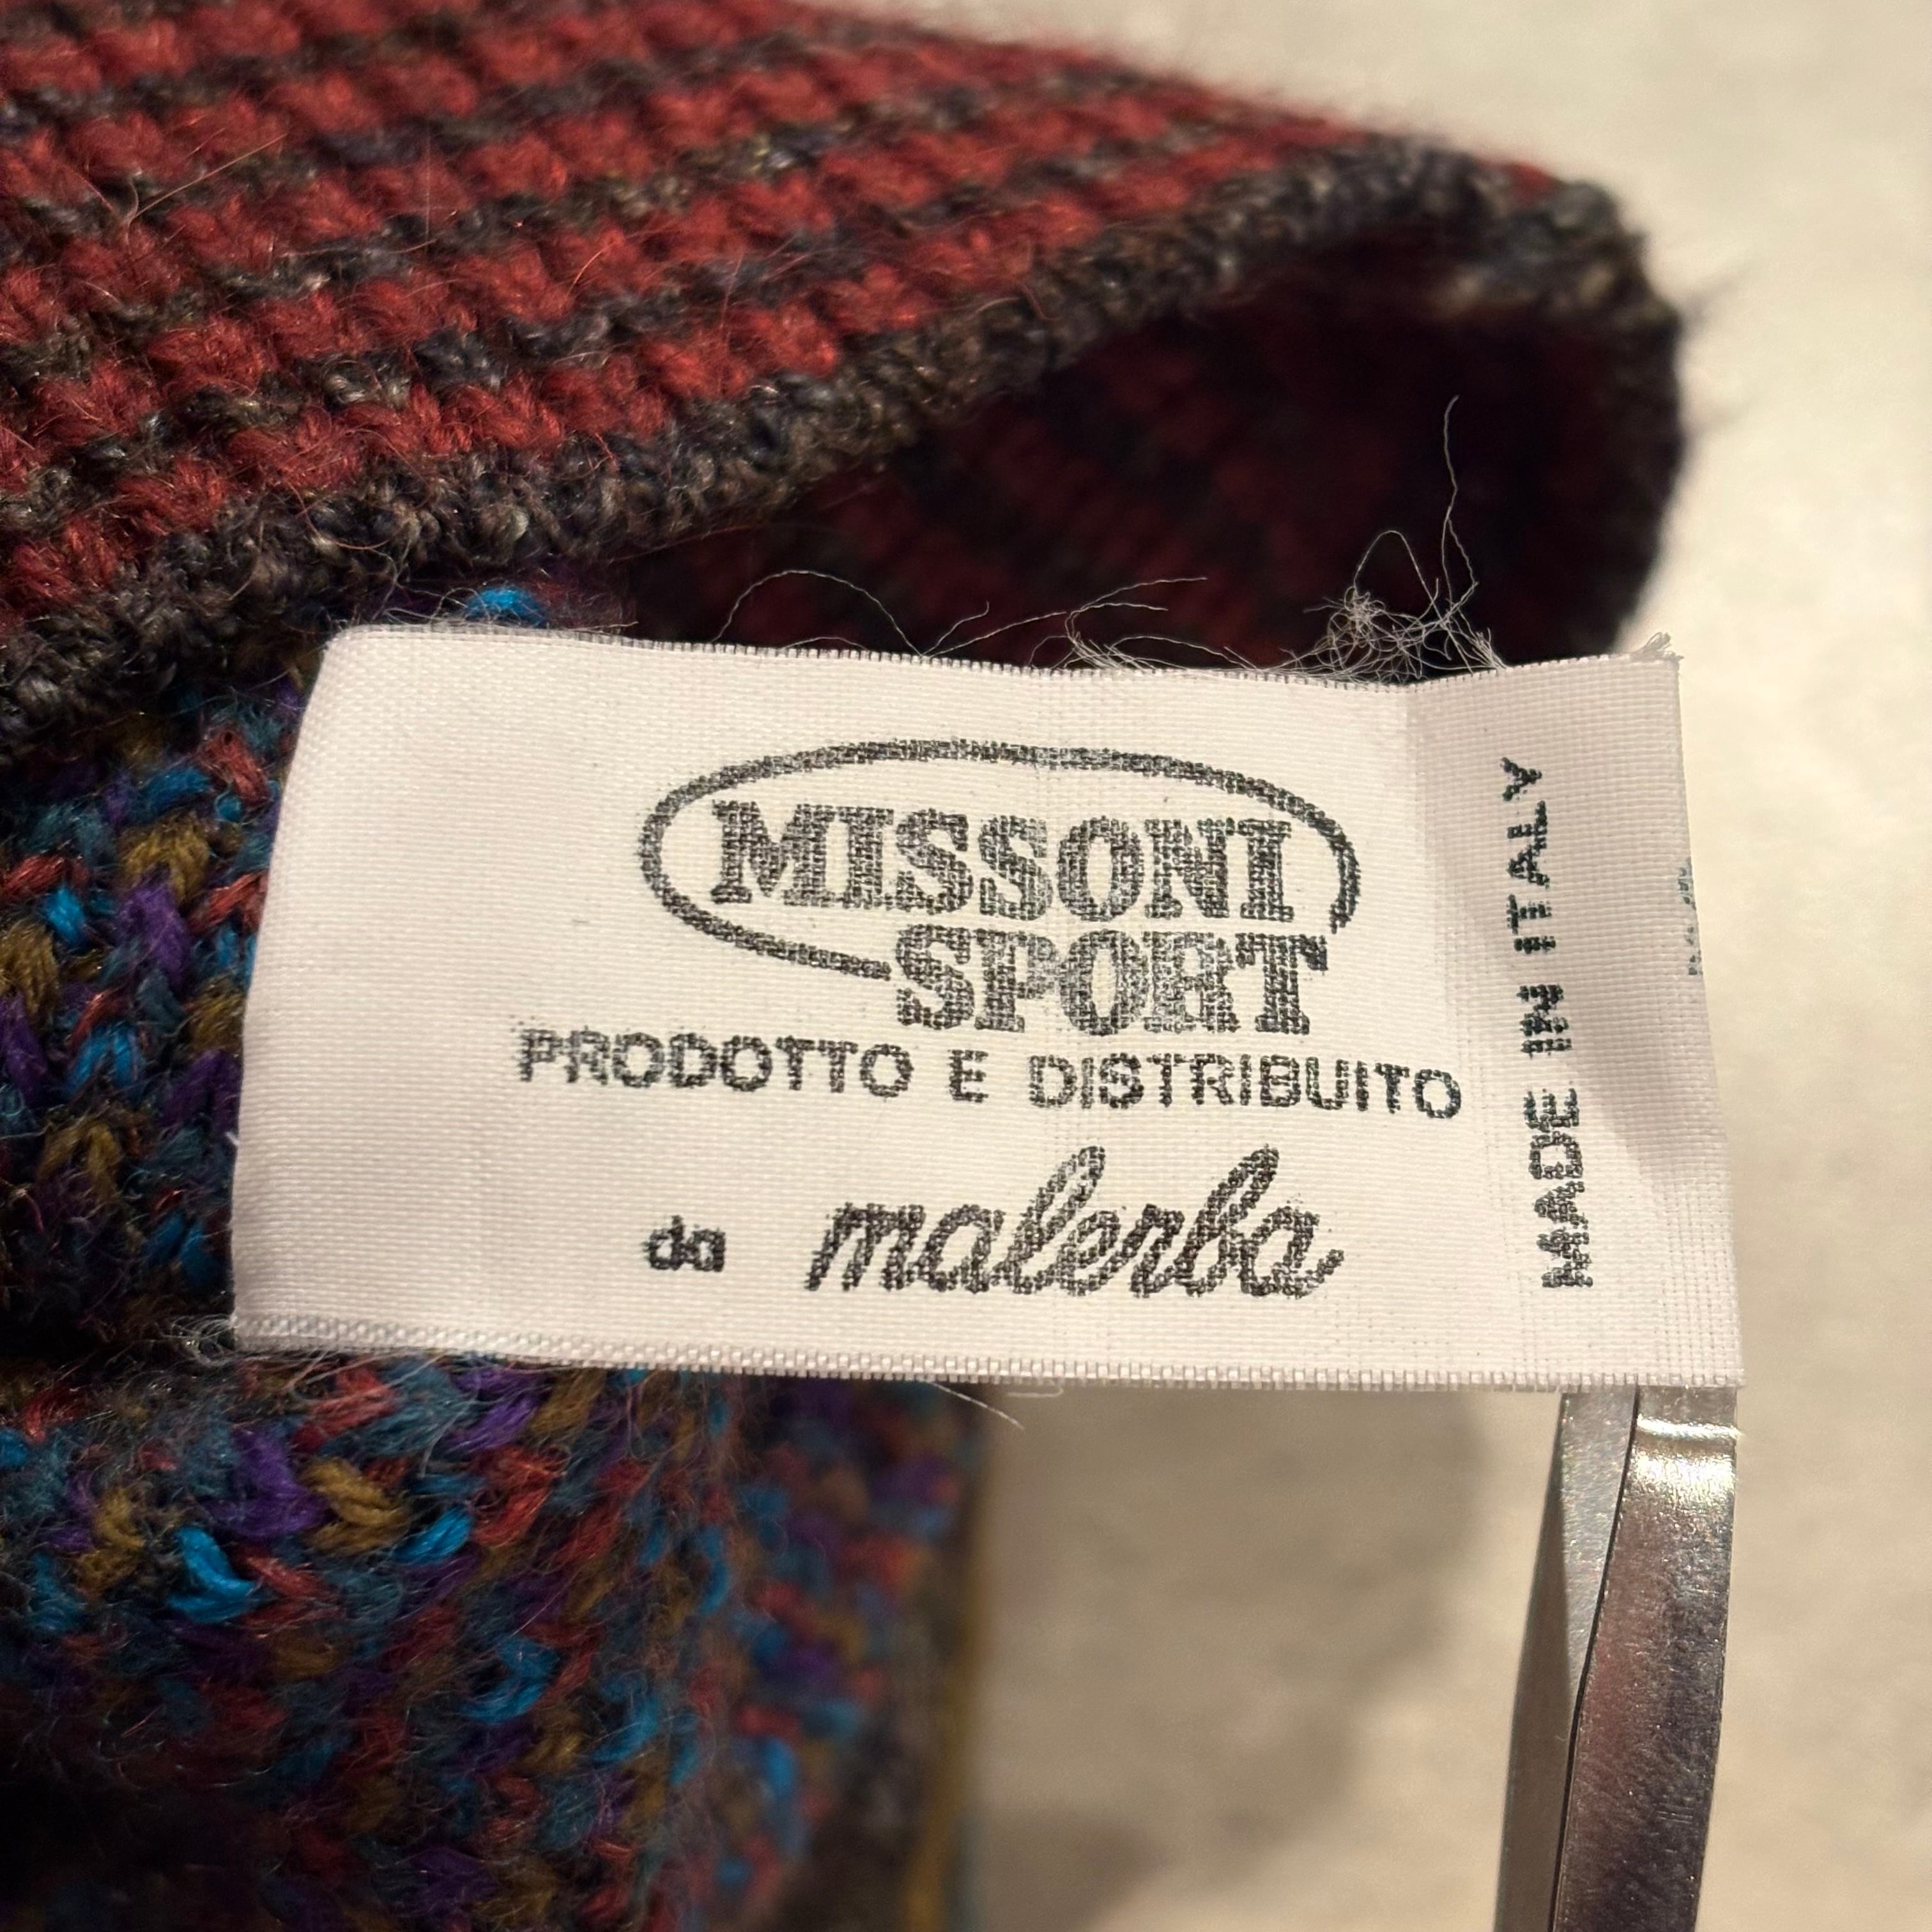 MISSONI
SPORT
PRODOTTO E DISTRIBUITO
da malerba
MADE IN ITALY